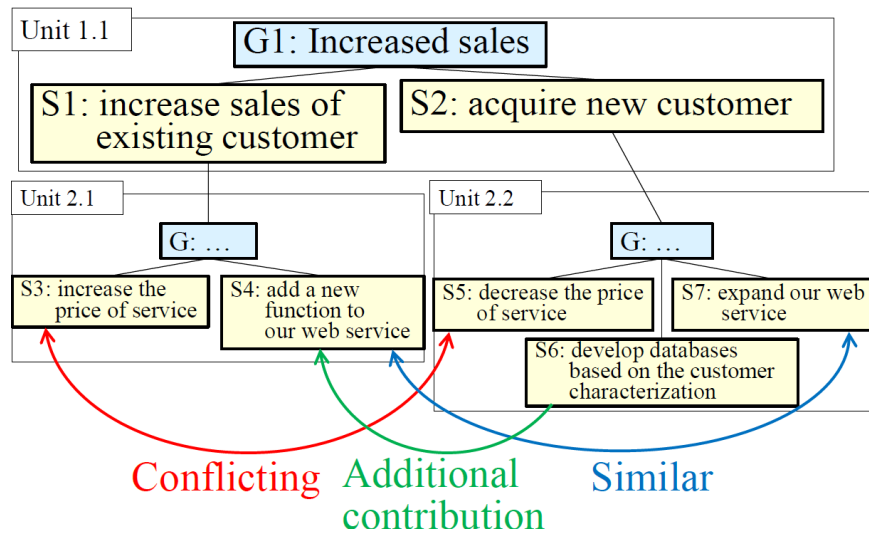 Unit 1.1
G1: Increased sales
S1: increase sales of
existing customer
S2: acquire new customer
Unit 2.1
G: …
S3: increase the
price of service
S4: add a new
function to
our web service
Unit 2.2
G: …
S5: decrease the price
of service
S7: expand our web
service
S6: develop databases
based on the customer
characterization
Conflicting
Additional
contribution
Similar